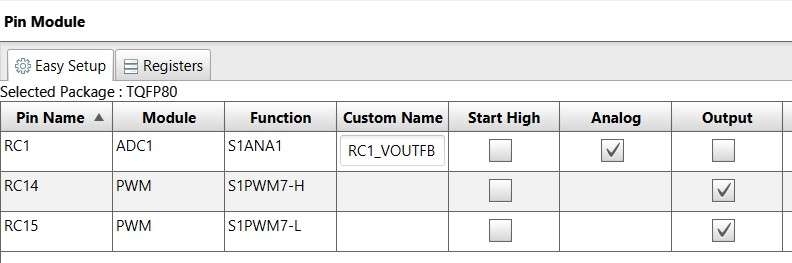 Pin Module
Easy Setup Registers
Selected Package : TQFP80
Pin Name Module Function Custom Name Start High Analog Output
RC1 ADC1 S1ANA1 RC1_VOUTFB
RC14 PWM S1PWM7-H
RC15 PWM S1PWM7-L